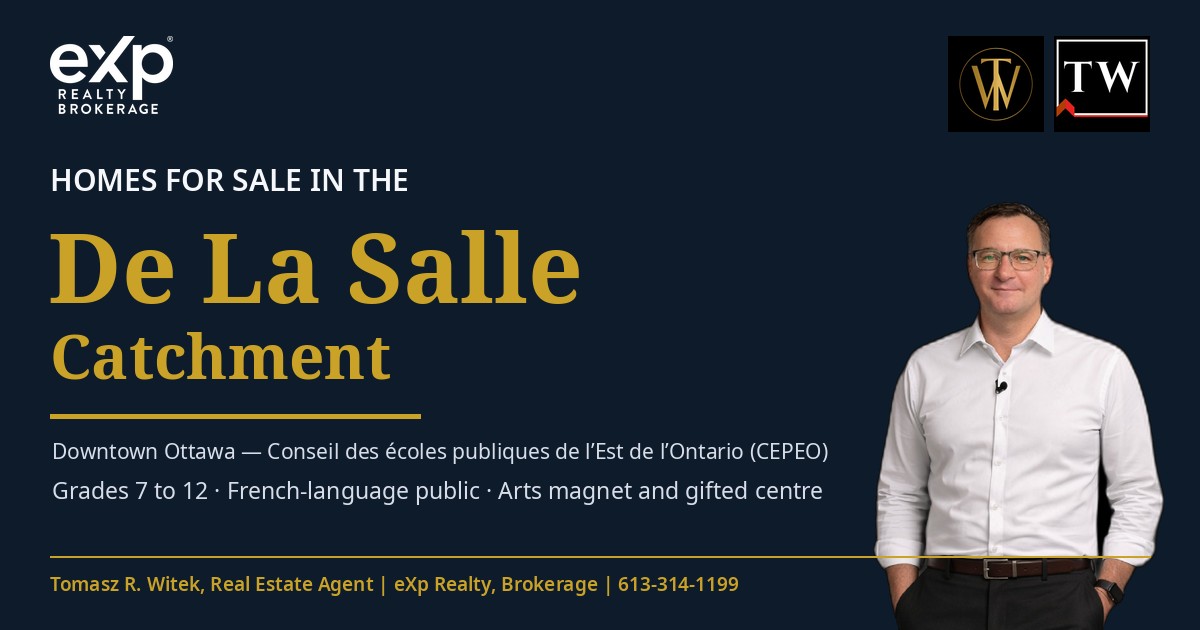 eXp®
REALTY
BROKERAGE
TW
TW
HOMES FOR SALE IN THE
De La Salle
Catchment
Downtown Ottawa — Conseil des écoles publiques de l’Est de l’Ontario (CEPEO)
Grades 7 to 12 · French-language public · Arts magnet and gifted centre
Tomasz R. Witek, Real Estate Agent | eXp Realty, Brokerage | 613-314-1199